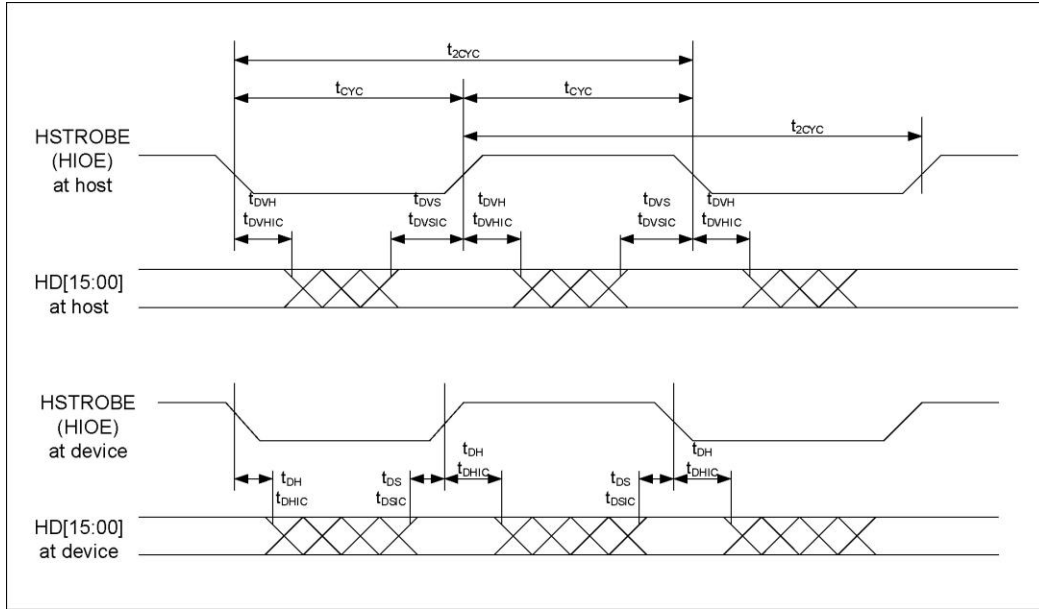 t2CYC
tCYC tCYC
t2CYC
HSTROBE
(HIOE)
at host
tDVH tDVS tDVH tDVS tDVH
tDVHIC tDVSIC tDVHIC tDVSIC tDVHIC
HD[15:00]
at host
HSTROBE
(HIOE)
at device
tDH tDH
tDH tDHIC tDS tDHIC
tDHIC tDS tDSIC
tDSIC
HD[15:00]
at device